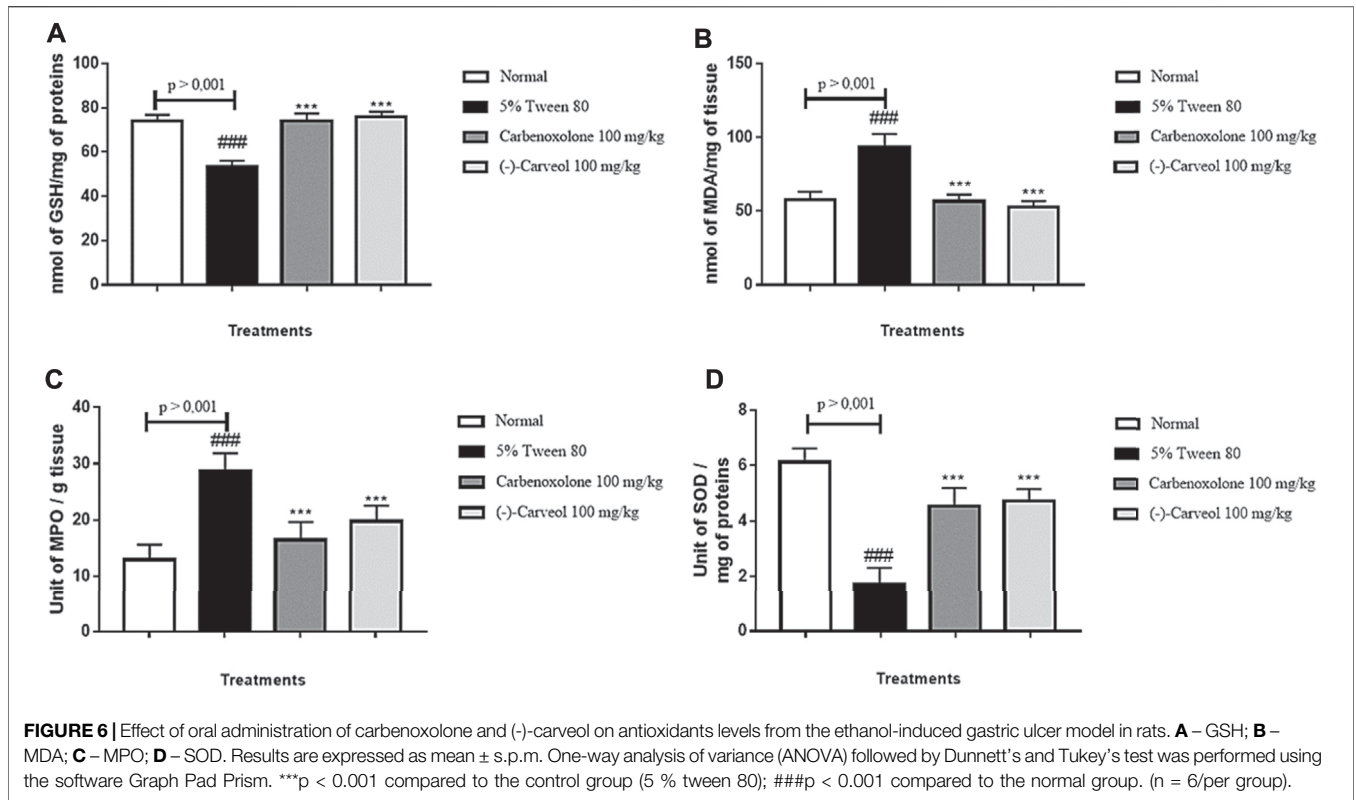 A
nmol of GSH/mg of proteins
100
80
60
40
20
0
p > 0,001
###
***
***
Treatments
Normal
5% Tween 80
Carbenoxolone 100 mg/kg
(-)-Carveol 100 mg/kg
B
nmol of MDA/mg of tissue
150
100
50
0
p > 0,001
###
***
***
Treatments
Normal
5% Tween 80
Carbenoxolone 100 mg/kg
(-)-Carveol 100 mg/kg
C
Unit of MPO / g tissue
40
30
20
10
0
p > 0,001
###
***
***
Treatments
Normal
5% Tween 80
Carbenoxolone 100 mg/kg
(-)-Carveol 100 mg/kg
D
Unit of SOD /
mg of proteins
8
6
4
2
0
p > 0,001
###
***
***
Treatments
Normal
5% Tween 80
Carbenoxolone 100 mg/kg
(-)-Carveol 100 mg/kg
FIGURE 6 | Effect of oral administration of carbenoxolone and (-)-carveol on antioxidants levels from the ethanol-induced gastric ulcer model in rats. A – GSH; B –
MDA; C – MPO; D – SOD. Results are expressed as mean ± s.p.m. One-way analysis of variance (ANOVA) followed by Dunnett's and Tukey's test was performed using
the software Graph Pad Prism. ***p < 0.001 compared to the control group (5 % tween 80); ###p < 0.001 compared to the normal group. (n = 6/per group).